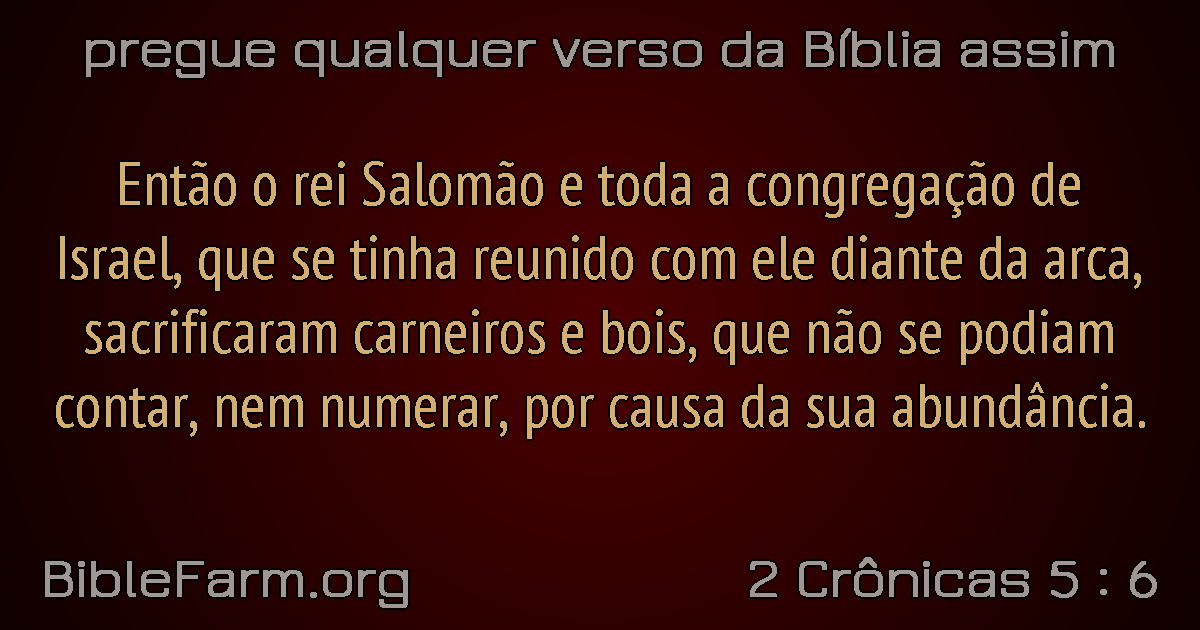 pregue qualquer verso da Bíblia assim
Então o rei Salomão e toda a congregação de
Israel, que se tinha reunido com ele diante da arca,
sacrificaram carneiros e bois, que não se podiam
contar, nem numerar, por causa da sua abundância.
BibleFarm.org
2 Crônicas 5 : 6